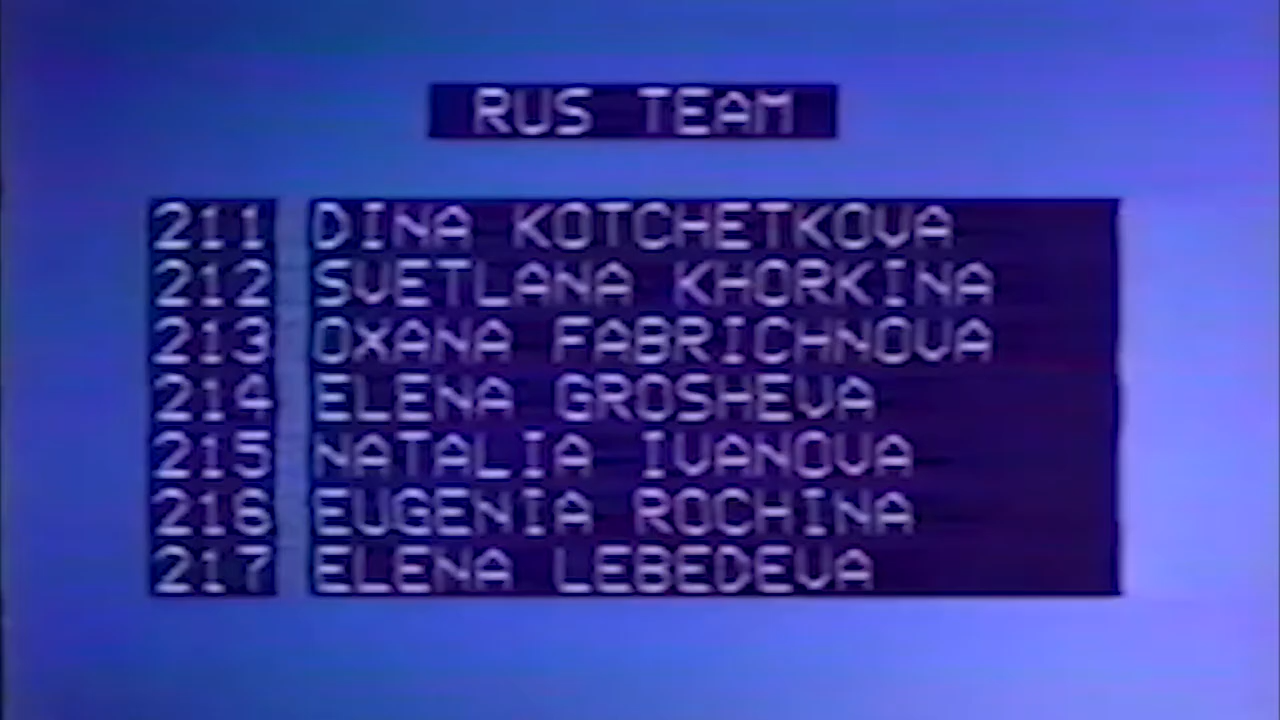 RUS TEAM
211 DINA KOTCHETKOVA
212 SVETLANA KHORKINA
213 OXANA FABRICHNOVA
214 ELENA GROSHEVA
215 NATALIA IVANOVA
216 EUGENIA ROCHINA
217 ELENA LEBEDEVA